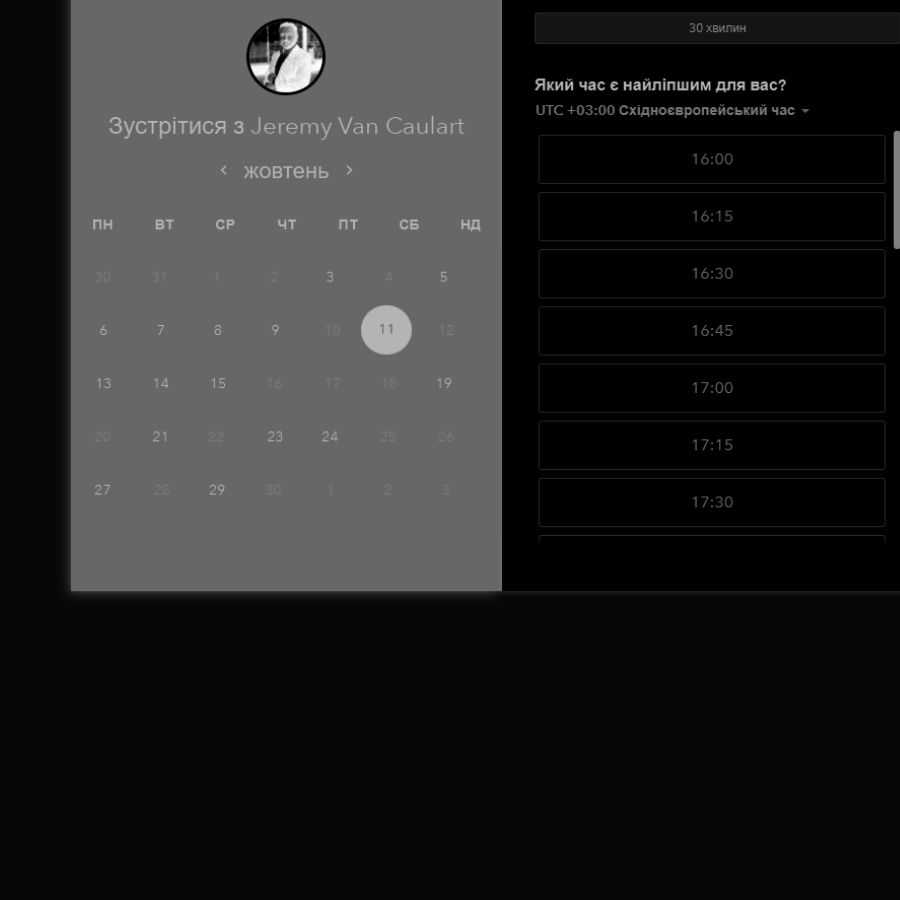 Зустрітися з Jeremy Van Caulart
жовтень
ПН ВТ СР ЧТ ПТ СБ НД
30 31 1 2 3 4 5
6 7 8 9 10 11 12
13 14 15 16 17 18 19
20 21 22 23 24 25 26
27 28 29 30 1 2 3
30 хвилин
Який час є найліпшим для вас?
UTC +03:00 Східноєвропейський час
16:00
16:15
16:30
16:45
17:00
17:15
17:30